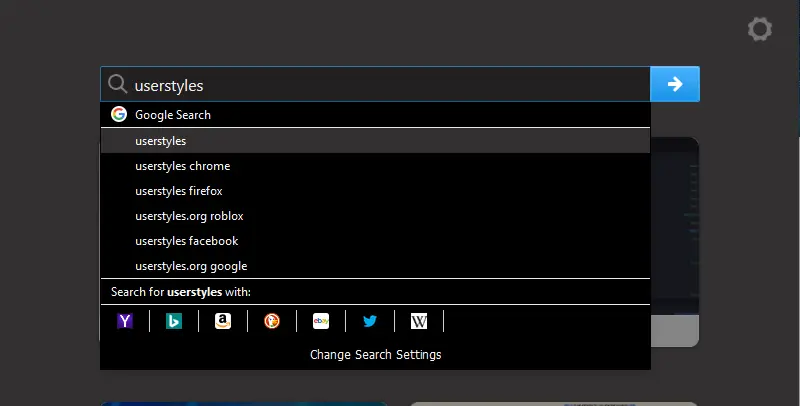 userstyles
Google Search
userstyles
userstyles chrome
userstyles firefox
userstyles.org roblox
userstyles facebook
userstyles.org google
Search for userstyles with:
Y b a ebay W
Change Search Settings